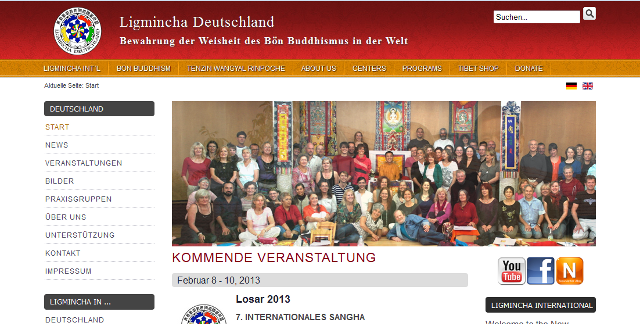 Ligmincha Deutschland
Suchen...
Bewahrung der Weisheit des Bön Buddhismus in der Welt
LIGMINCHA INT'L
BÖN BUDDHISM
TENZIN WANGYAL RINPOCHE
ABOUT US
CENTERS
PROGRAMS
TIBET SHOP
DONATE
Aktuelle Seite: Start
DEUTSCHLAND
START
NEWS
VERANSTALTUNGEN
BILDER
PRAXISGRUPPEN
ÜBER UNS
UNTERSTÜTZUNG
KONTAKT
IMPRESSUM
LIGMINCHA IN ...
DEUTSCHLAND
KOMMENDE VERANSTALTUNG
Februar 8 - 10, 2013
Losar 2013
7. INTERNATIONALES SANGHA
You
Tube
f
N
LIGMINCHA INTERNATIONAL
Welcome to the New